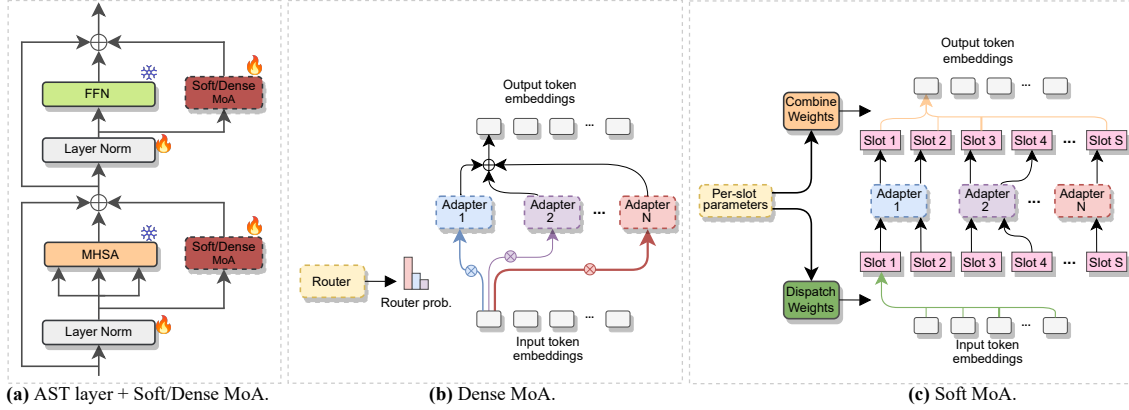 FFN
Soft/Dense
MoA
Layer Norm
MHSA
Soft/Dense
MoA
Layer Norm
(a) AST layer + Soft/Dense MoA.
Output token
embeddings
...
Adapter
1
Adapter
2
...
Adapter
N
Router
Router prob.
...
Input token
embeddings
(b) Dense MoA.
Output token
embeddings
...
Combine
Weights
Slot 1
Slot 2
Slot 3
Slot 4
...
Slot S
Per-slot
parameters
Adapter
1
Adapter
2
...
Adapter
N
Slot 1
Slot 2
Slot 3
Slot 4
...
Slot S
Dispatch
Weights
...
Input token
embeddings
(c) Soft MoA.